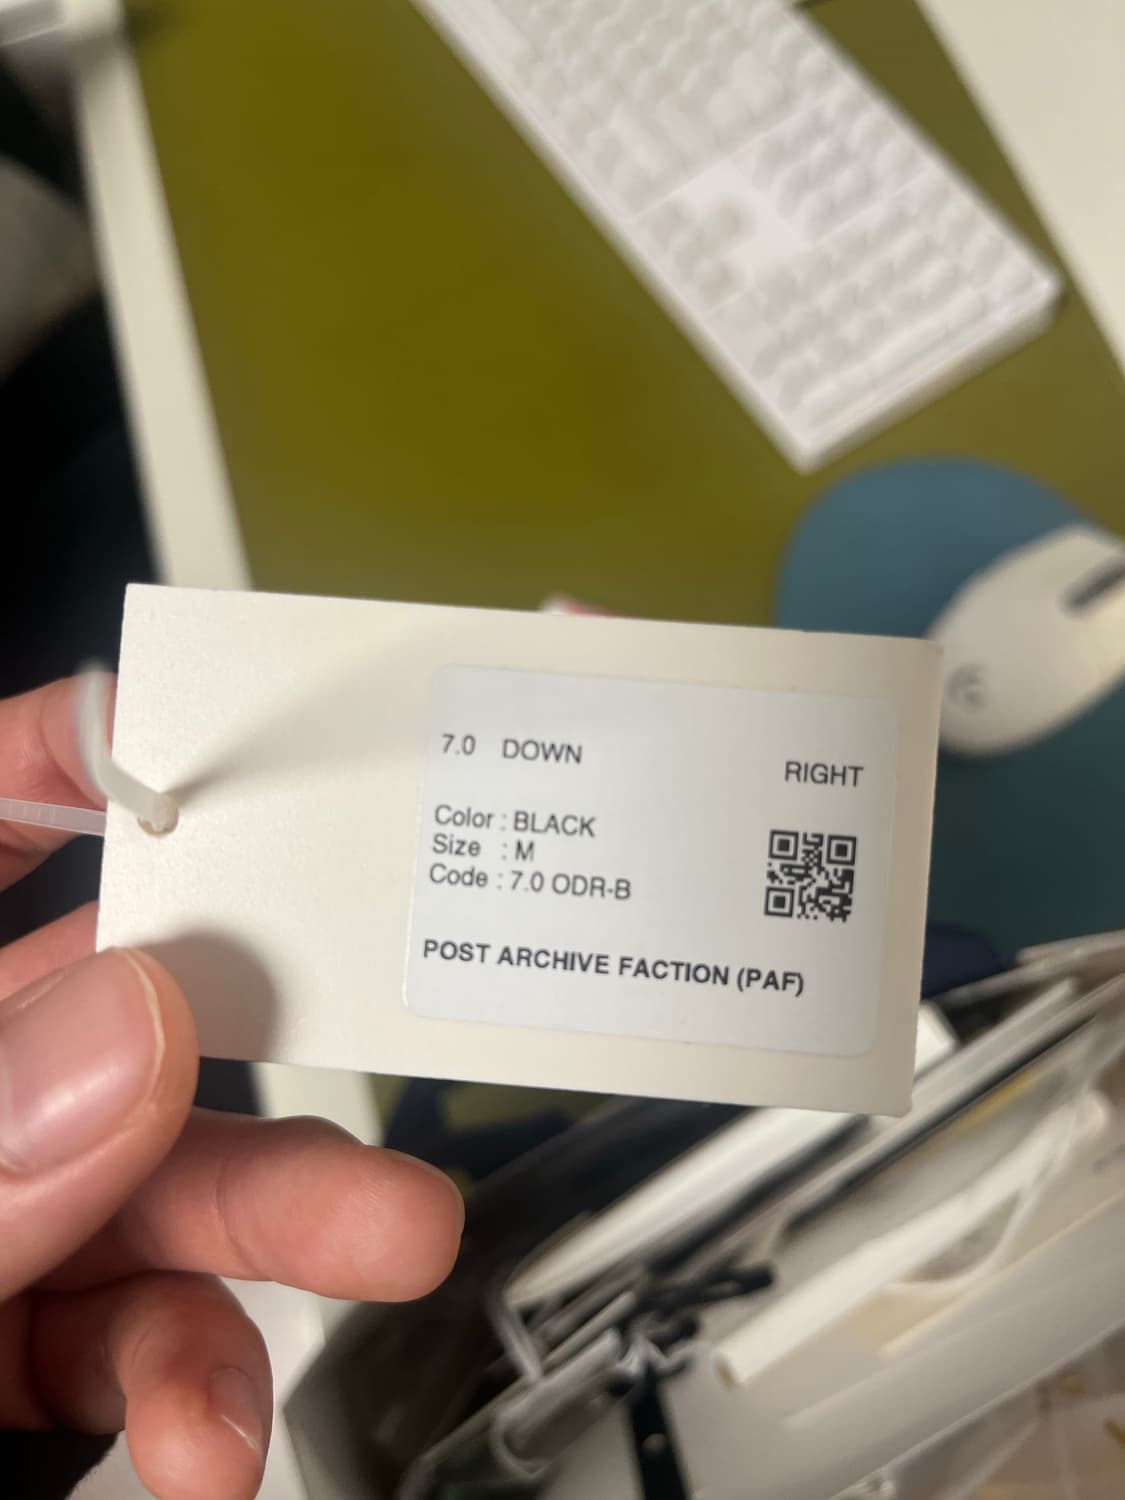 7.0 DOWN
RIGHT
Color : BLACK
Size : M
Code : 7.0 ODR-B
POST ARCHIVE FACTION (PAF)